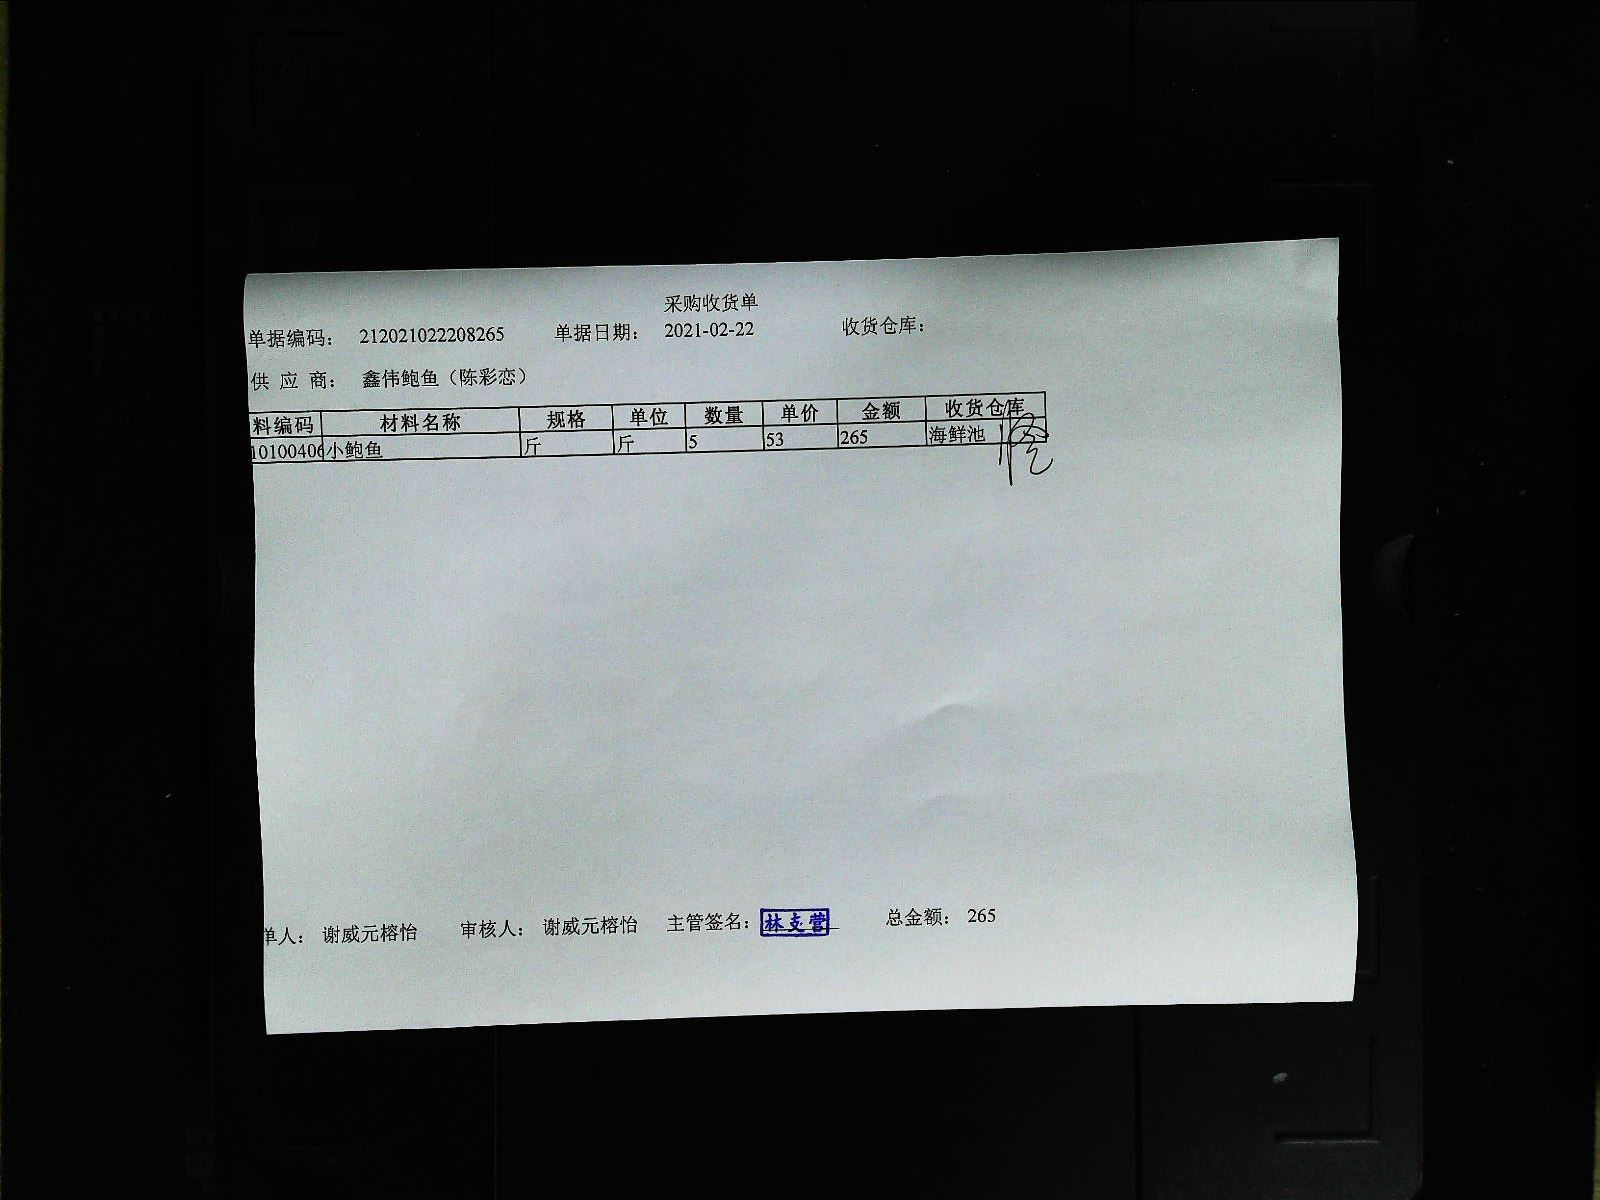 采购收货单
单据编码： 212021022208265 单据日期： 2021-02-22 收货仓库：
供 应 商： 鑫伟鲍鱼（陈彩恋）
料编码 材料名称 规格 单位 数量 单价 金额 收货仓库
10100406 小鲍鱼 斤 斤 5 53 265 海鲜池
单人： 谢威元榕怡 审核人： 谢威元榕怡 主管签名： 林支营 总金额： 265